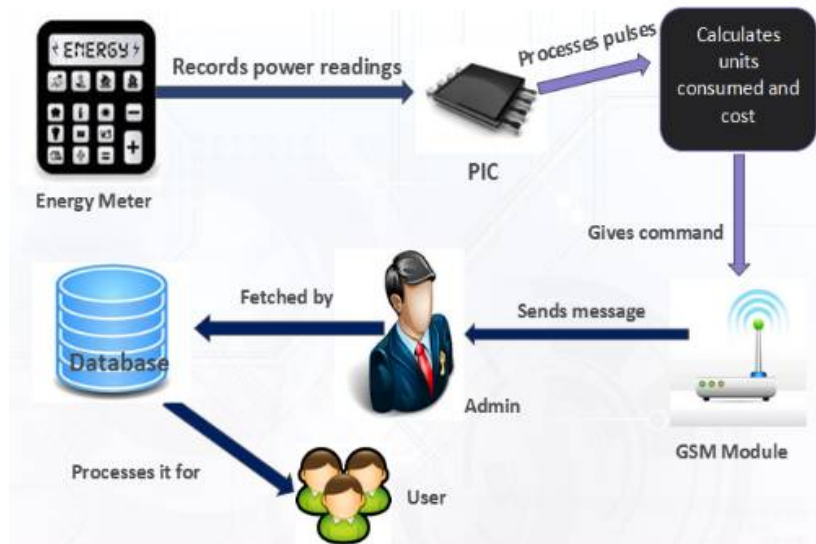 ENERGY
Records power readings
Processes pulses
Calculates
units
consumed and
cost
PIC
Energy Meter
Gives command
Fetched by
Sends message
Database
Admin
GSM Module
Processes it for
User